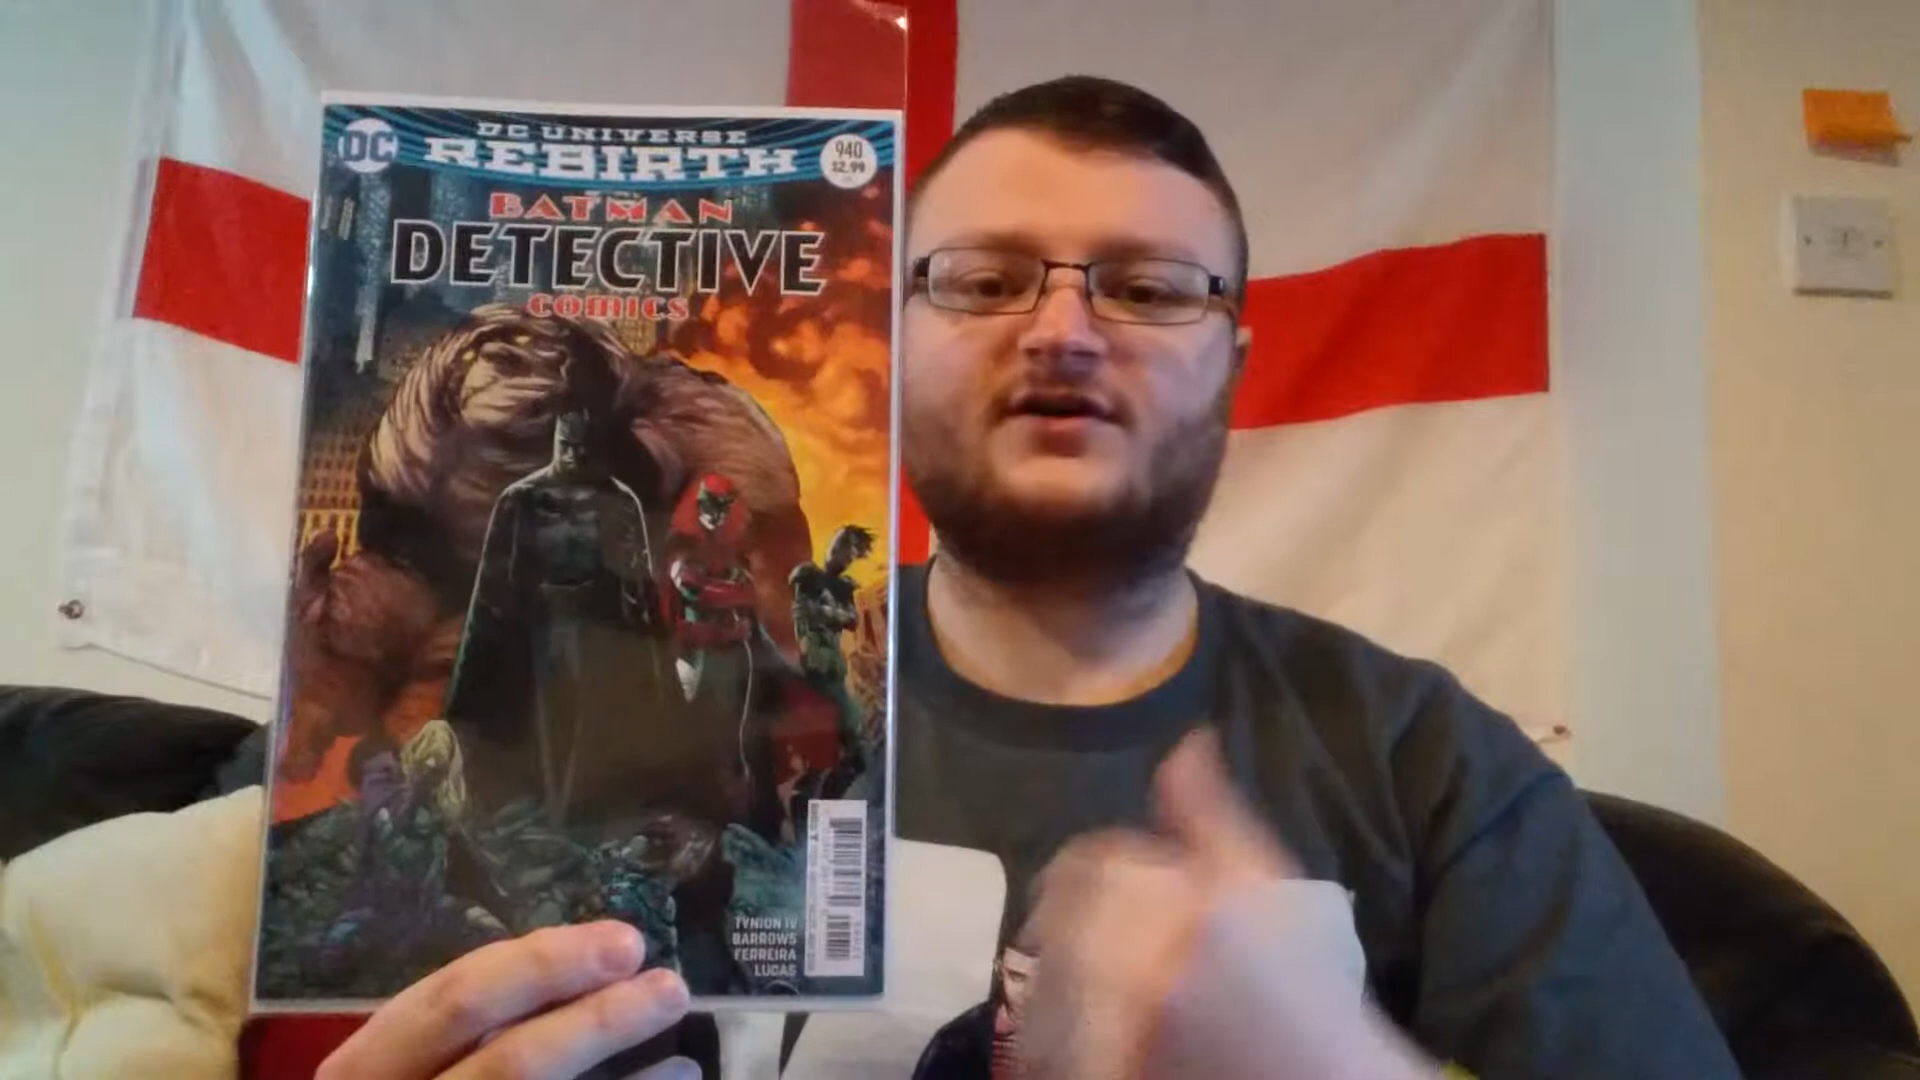 DC
DC UNIVERSE
REBIRTH
940
$2.99
BATMAN
DETECTIVE
COMICS
TYNION IV
BARROWS
FERREIRA
LUCAS